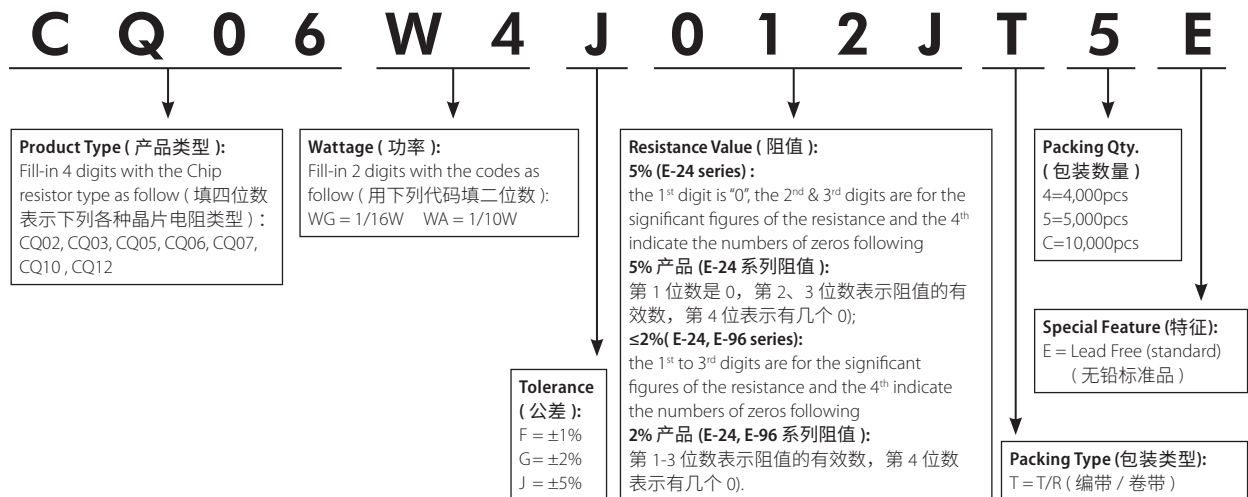 C Q 0 6 W 4 J 0 1 2 J T 5 E
Product Type ( 产品类型 ):
Fill-in 4 digits with the Chip
resistor type as follow ( 填四位数
表示下列各种晶片电阻类型 ) :
CQ02, CQ03, CQ05, CQ06, CQ07,
CQ10 , CQ12
Wattage ( 功率 ):
Fill-in 2 digits with the codes as
follow ( 用下列代码填二位数 ):
WG = 1/16W WA = 1/10W
Tolerance
( 公差 ):
F = ±1%
G= ±2%
J = ±5%
Resistance Value ( 阻值 ):
5% (E-24 series) :
the 1st digit is “0”, the 2nd & 3rd digits are for the
significant figures of the resistance and the 4th
indicate the numbers of zeros following
5% 产品 (E-24 系列阻值 ):
第 1 位数是 0，第 2、3 位数表示阻值的有
效数，第 4 位表示有几个 0);
≤2%( E-24, E-96 series):
the 1st to 3rd digits are for the significant
figures of the resistance and the 4th indicate
the numbers of zeros following
2% 产品 (E-24, E-96 系列阻值 ):
第 1-3 位数表示阻值的有效数，第 4 位数
表示有几个 0).
Packing Qty.
( 包装数量 )
4=4,000pcs
5=5,000pcs
C=10,000pcs
Special Feature (特征):
E = Lead Free (standard)
( 无铅标准品 )
Packing Type (包装类型):
T = T/R ( 编带 / 卷带 )